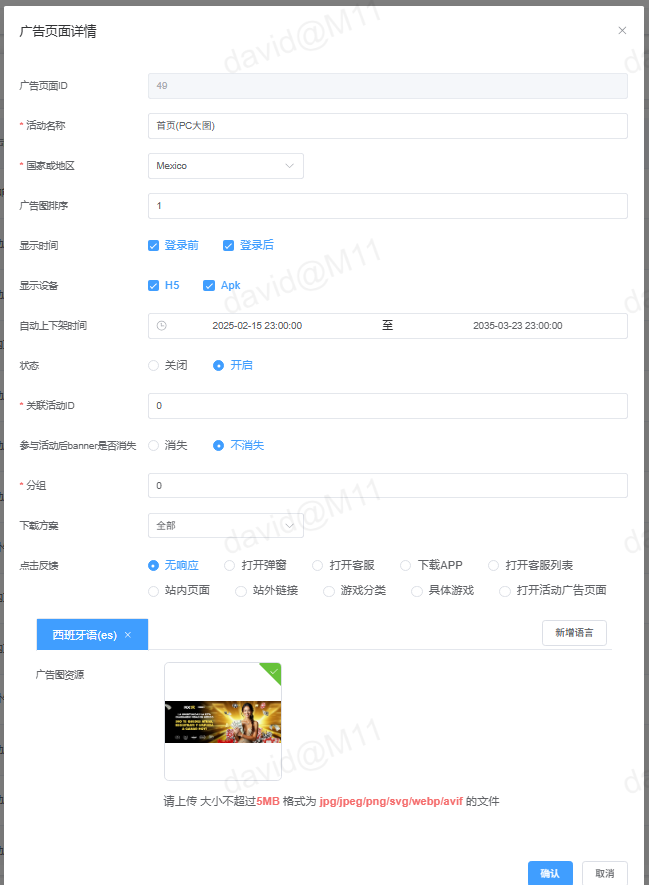 广告页面详情
广告页面ID 49
* 活动名称 首页(PC大图)
* 国家或地区 Mexico
广告图排序 1
显示时间 登录前 登录后
显示设备 H5 Apk
自动上下架时间 2025-02-15 23:00:00 至 2035-03-23 23:00:00
状态 关闭 开启
* 关联活动ID 0
参与活动后banner是否消失 消失 不消失
* 分组 0
下载方案 全部
点击反馈 无响应 打开弹窗 打开客服 下载APP 打开客服列表
站内页面 站外链接 游戏分类 具体游戏 打开活动广告页面
西班牙语(es) × 新增语言
广告图资源
请上传 大小不超过5MB 格式为 jpg/jpeg/png/svg/webp/avif 的文件
确认 取消
david@M11
david@M11
david@M11
david@M11